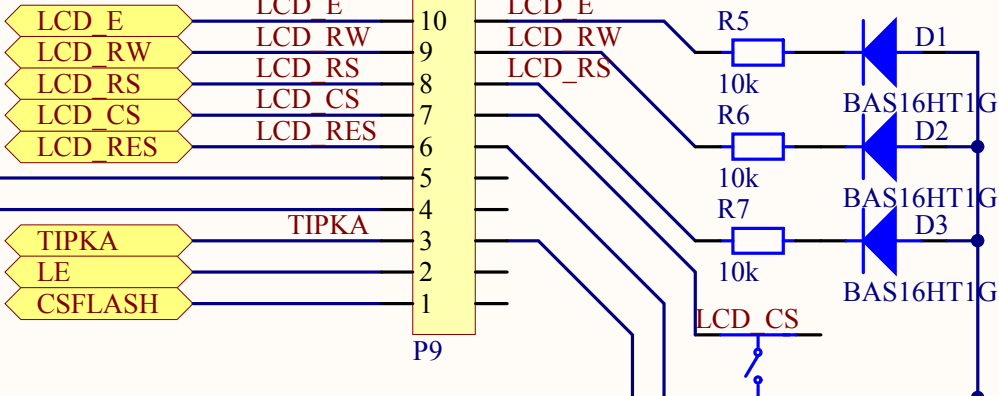 LCD_E LCD_E 10 LCD_E R5
LCD_RW LCD_RW 9 LCD_RW D1
LCD_RS LCD_RS 8 LCD_RS 10k
LCD_CS LCD_CS 7 BAS16HT1G
R6
LCD_RES LCD_RES 6 D2
5 10k
4 BAS16HT1G
R7
TIPKA TIPKA 3 D3
LE 2 10k
CSFLASH 1 BAS16HT1G
LCD_CS
P9